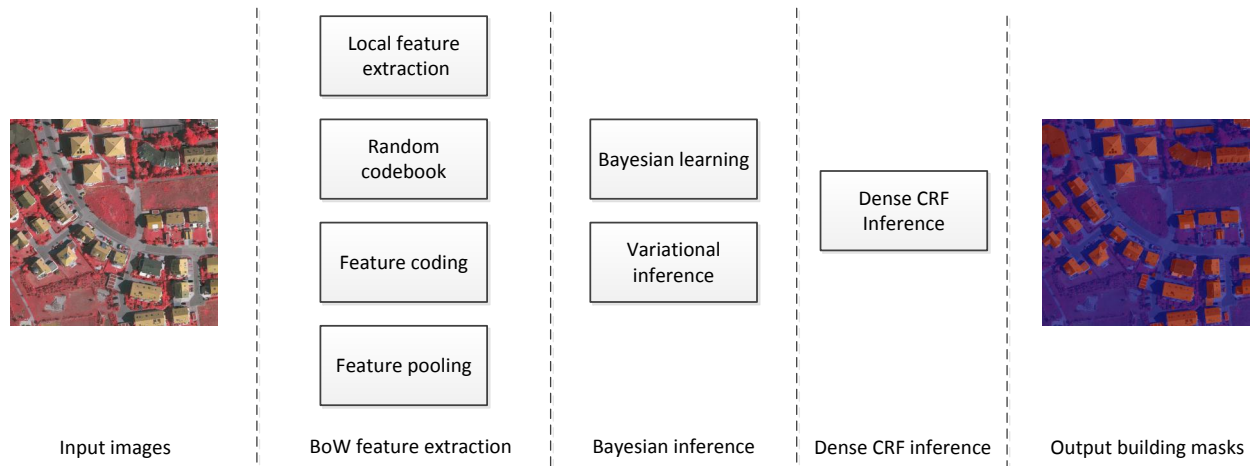 Local feature
extraction
Random
codebook
Feature coding
Feature pooling
Bayesian learning
Variational
inference
Dense CRF
Inference
Input images
BoW feature extraction
Bayesian inference
Dense CRF inference
Output building masks